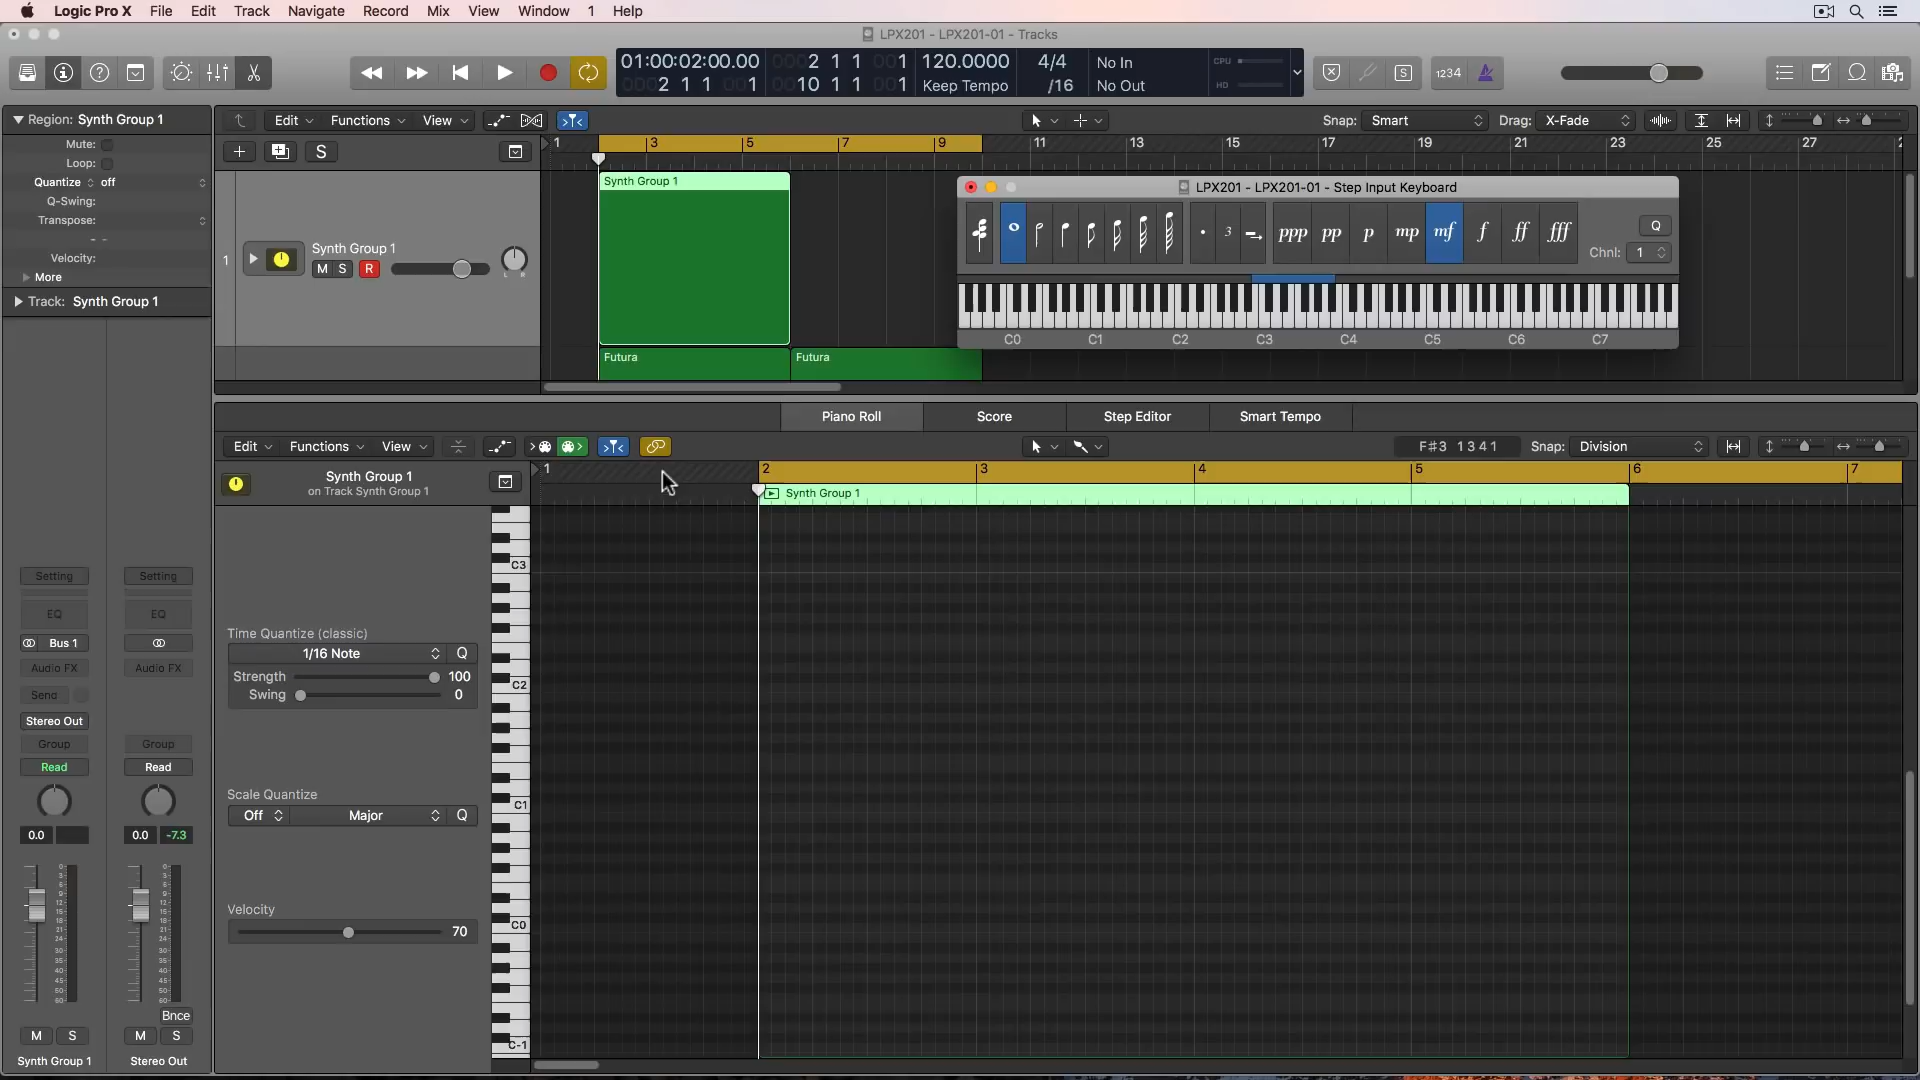 Logic Pro X File Edit Track Navigate Record Mix View Window 1 Help
LPX201 - LPX201-01 - Tracks
01:00:02:00.00 0002 1 1 001 120.0000 4/4 No In CPU
0002 1 1 001 0010 1 1 001 Keep Tempo /16 No Out HD
S 1234
Region: Synth Group 1
Mute:
Loop:
Quantize off
Q-Swing:
Transpose:
- -
Velocity:
More
Track: Synth Group 1
Edit Functions View
Snap: Smart Drag: X-Fade
S
1 3 5 7 9 11 13 15 17 19 21 23 25 27
1
Synth Group 1
M S R
L R
Synth Group 1
Futura Futura
LPX201 - LPX201-01 - Step Input Keyboard
3 ppp pp p mp mf f ff fff
Q
Chnl: 1
C0 C1 C2 C3 C4 C5 C6 C7
Piano Roll Score Step Editor Smart Tempo
Edit Functions View
F#3 1 3 4 1 Snap: Division
Synth Group 1
on Track Synth Group 1
1 2 3 4 5 6 7
Synth Group 1
C3
C2
C1
C0
C-1
Time Quantize (classic)
1/16 Note Q
Strength 100
Swing 0
Scale Quantize
Off Major Q
Velocity
70
Setting Setting
EQ EQ
Bus 1
Audio FX Audio FX
Send
Stereo Out
Group Group
Read Read
0.0 0.0 -7.3
Bnce
M S M S
Synth Group 1 Stereo Out